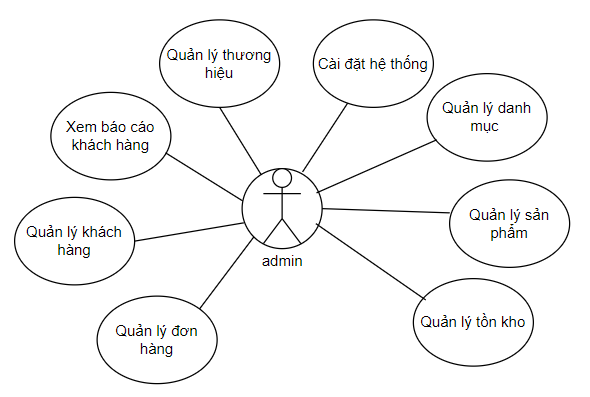 Quản lý thương
hiệu
Cài đặt hệ thống
Quản lý danh
mục
Xem báo cáo
khách hàng
Quản lý sản
phẩm
Quản lý khách
hàng
admin
Quản lý tồn kho
Quản lý đơn
hàng